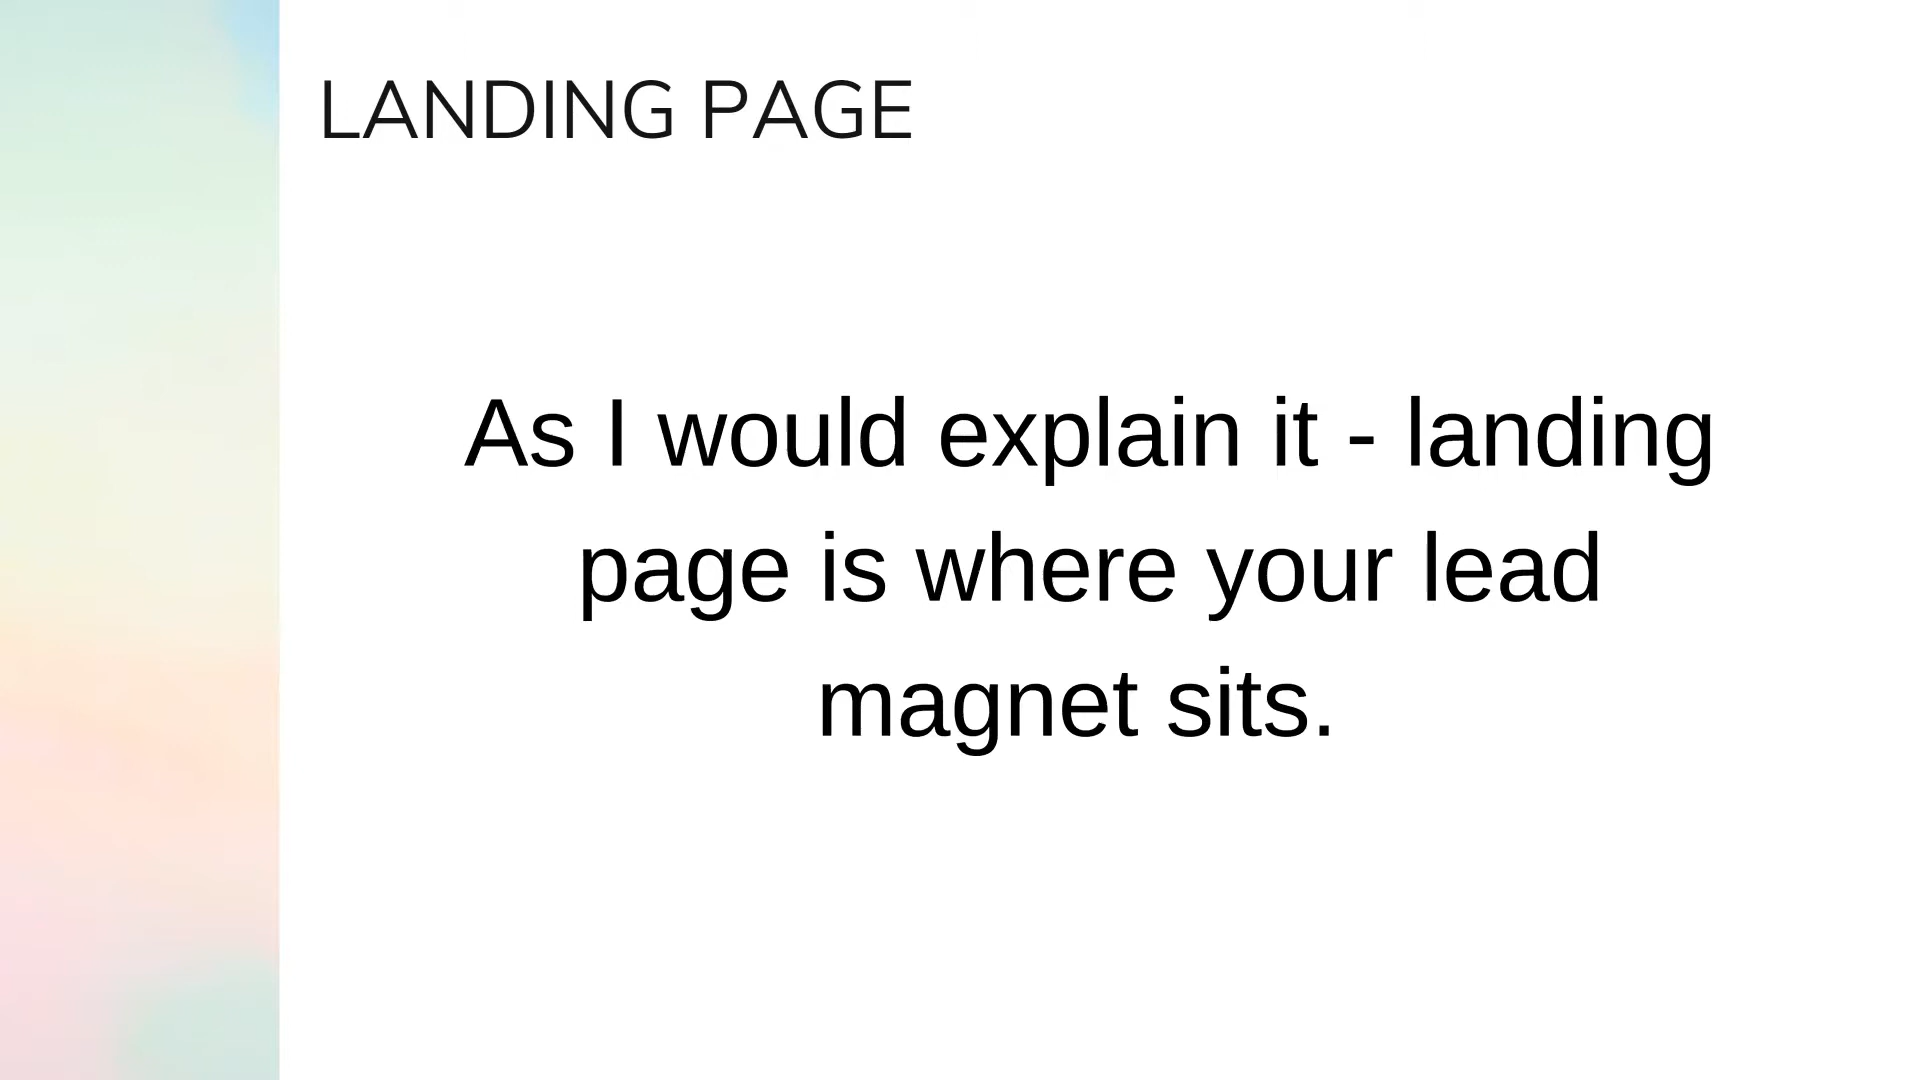 LANDING PAGE
As I would explain it - landing
page is where your lead
magnet sits.